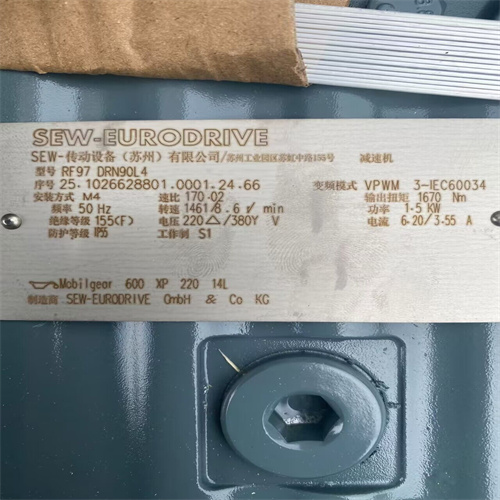 SEW-EURODRIVE
SEW-传动设备（苏州）有限公司/苏州工业园区苏虹中路155号 减速机
型号 RF97 DRN90L4
序号 25.1026628801.0001.24.66 变频模式 VPWM 3-IEC60034
安装方式 M4 速比 170.02 输出扭矩 1670 Nm
频率 50 Hz 转速 1461/8.6 r/min 功率 1.5 KW
绝缘等级 155(F) 电压 220△/380Y V 电流 6.20/3.55 A
防护等级 IP55 工作制 S1
Mobilgear 600 XP 220 14L
制造商 SEW-EURODRIVE GmbH & Co KG